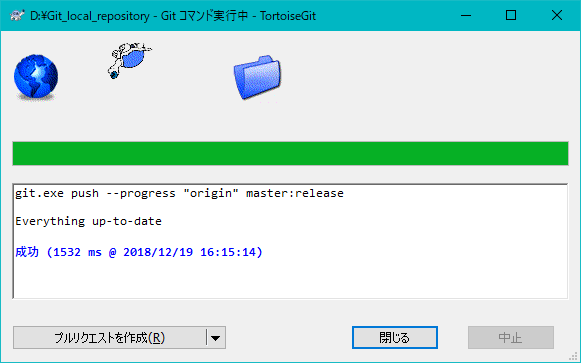 D:¥Git_local_repository - Git コマンド実行中 - TortoiseGit
git.exe push --progress "origin" master:release
Everything up-to-date
成功 (1532 ms @ 2018/12/19 16:15:14)
プルリクエストを作成(R)
閉じる
中止